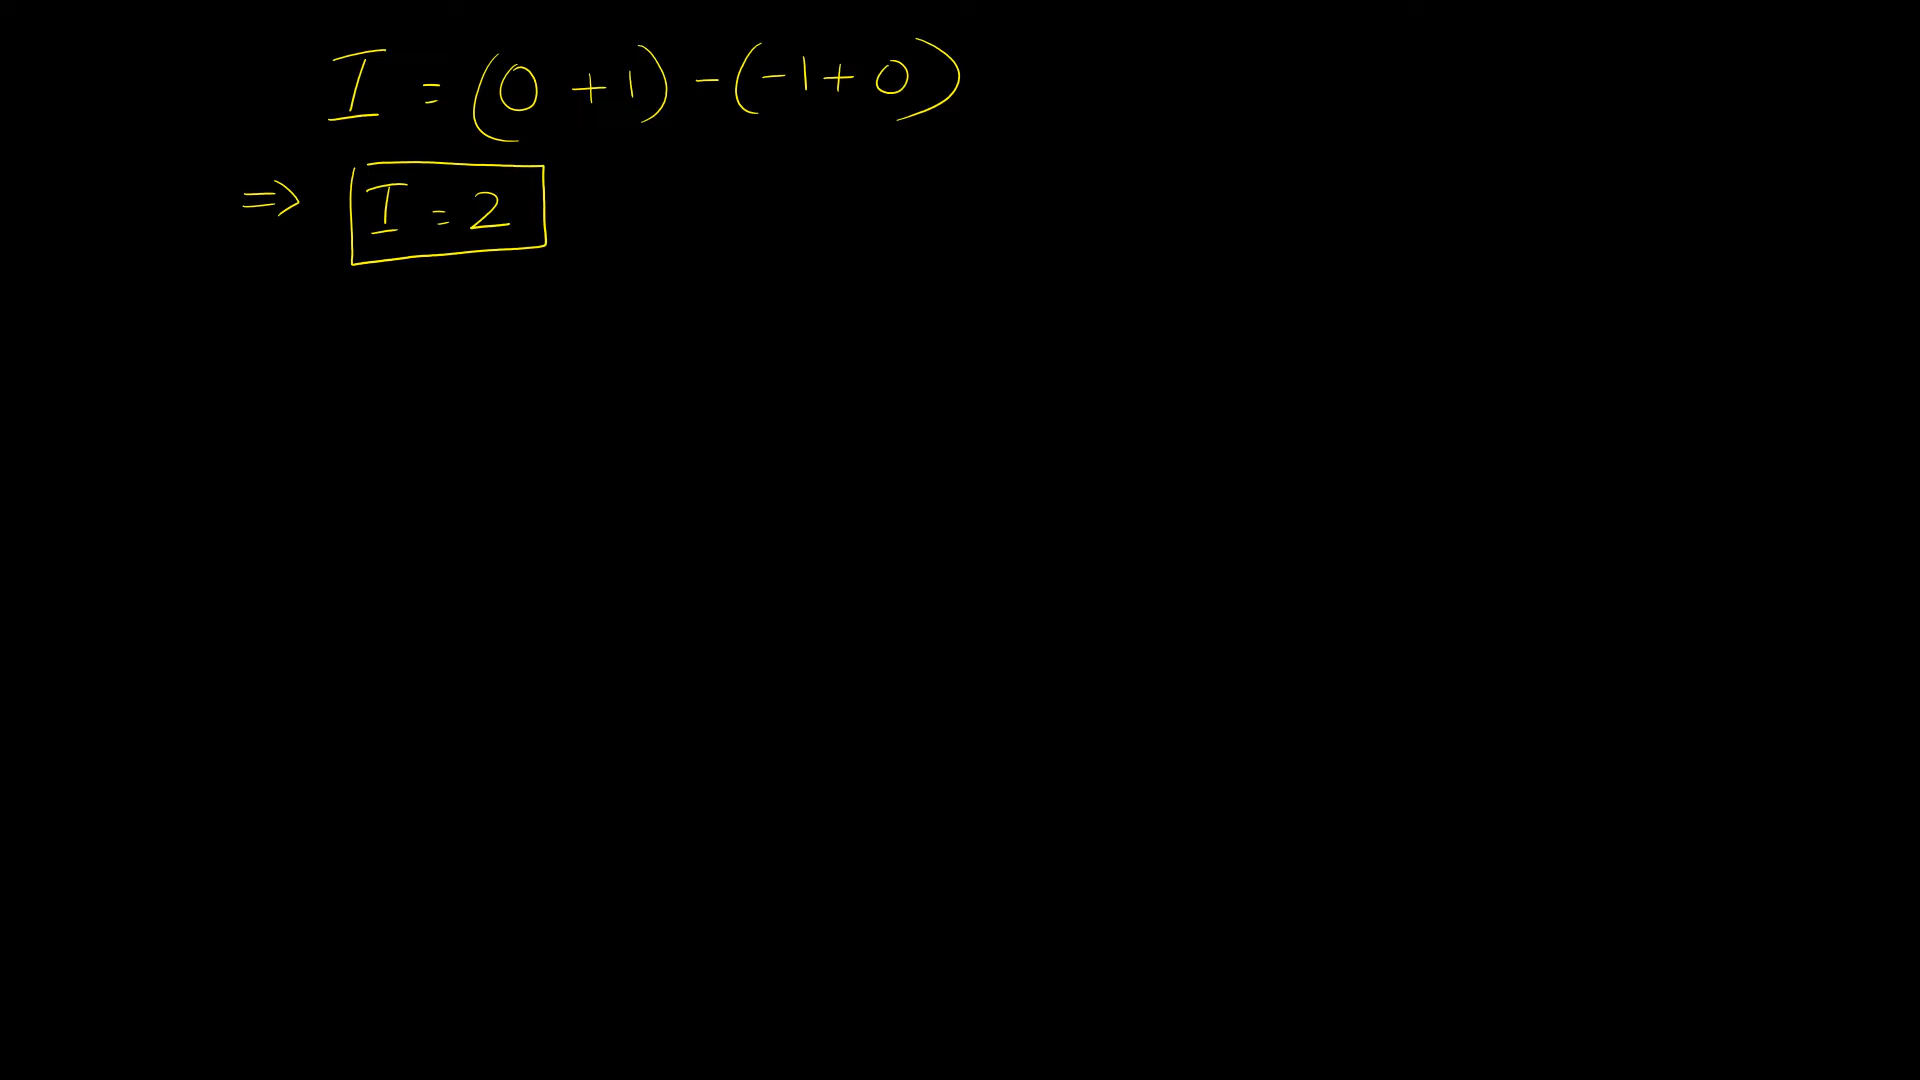 I = (0 + 1) - (-1 + 0)
⇒ I = 2